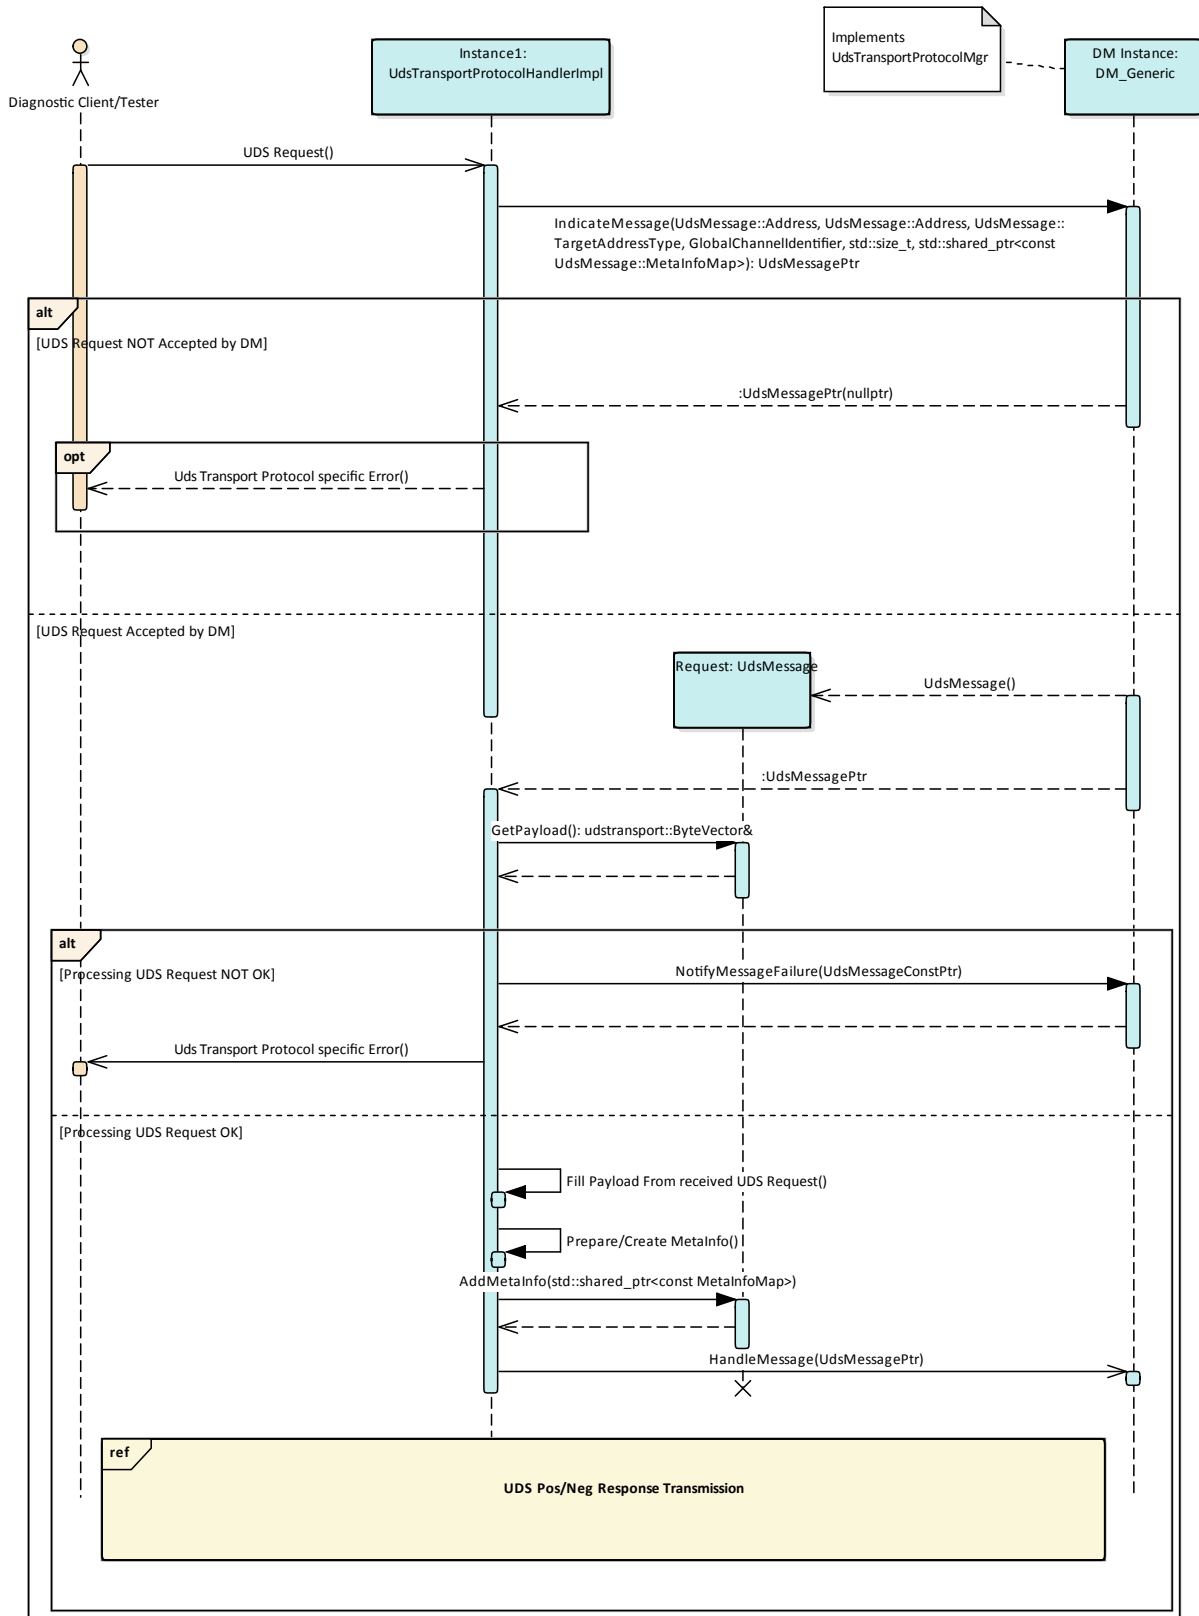 Implements
UdsTransportProtocolMgr
Instance1:
UdsTransportProtocolHandlerImpl
DM Instance:
DM_Generic
Diagnostic Client/Tester
UDS Request()
IndicateMessage(UdsMessage::Address, UdsMessage::Address, UdsMessage::
TargetAddressType, GlobalChannelIdentifier, std::size_t, std::shared_ptr<const
UdsMessage::MetaInfoMap>): UdsMessagePtr
alt
[UDS Request NOT Accepted by DM]
:UdsMessagePtr(nullptr)
opt
Uds Transport Protocol specific Error()
[UDS Request Accepted by DM]
Request: UdsMessage
UdsMessage()
:UdsMessagePtr
GetPayload(): udstransport::ByteVector&
alt
[Processing UDS Request NOT OK]
NotifyMessageFailure(UdsMessageConstPtr)
Uds Transport Protocol specific Error()
[Processing UDS Request OK]
Fill Payload From received UDS Request()
Prepare/Create MetaInfo()
AddMetaInfo(std::shared_ptr<const MetaInfoMap>)
HandleMessage(UdsMessagePtr)
ref
UDS Pos/Neg Response Transmission